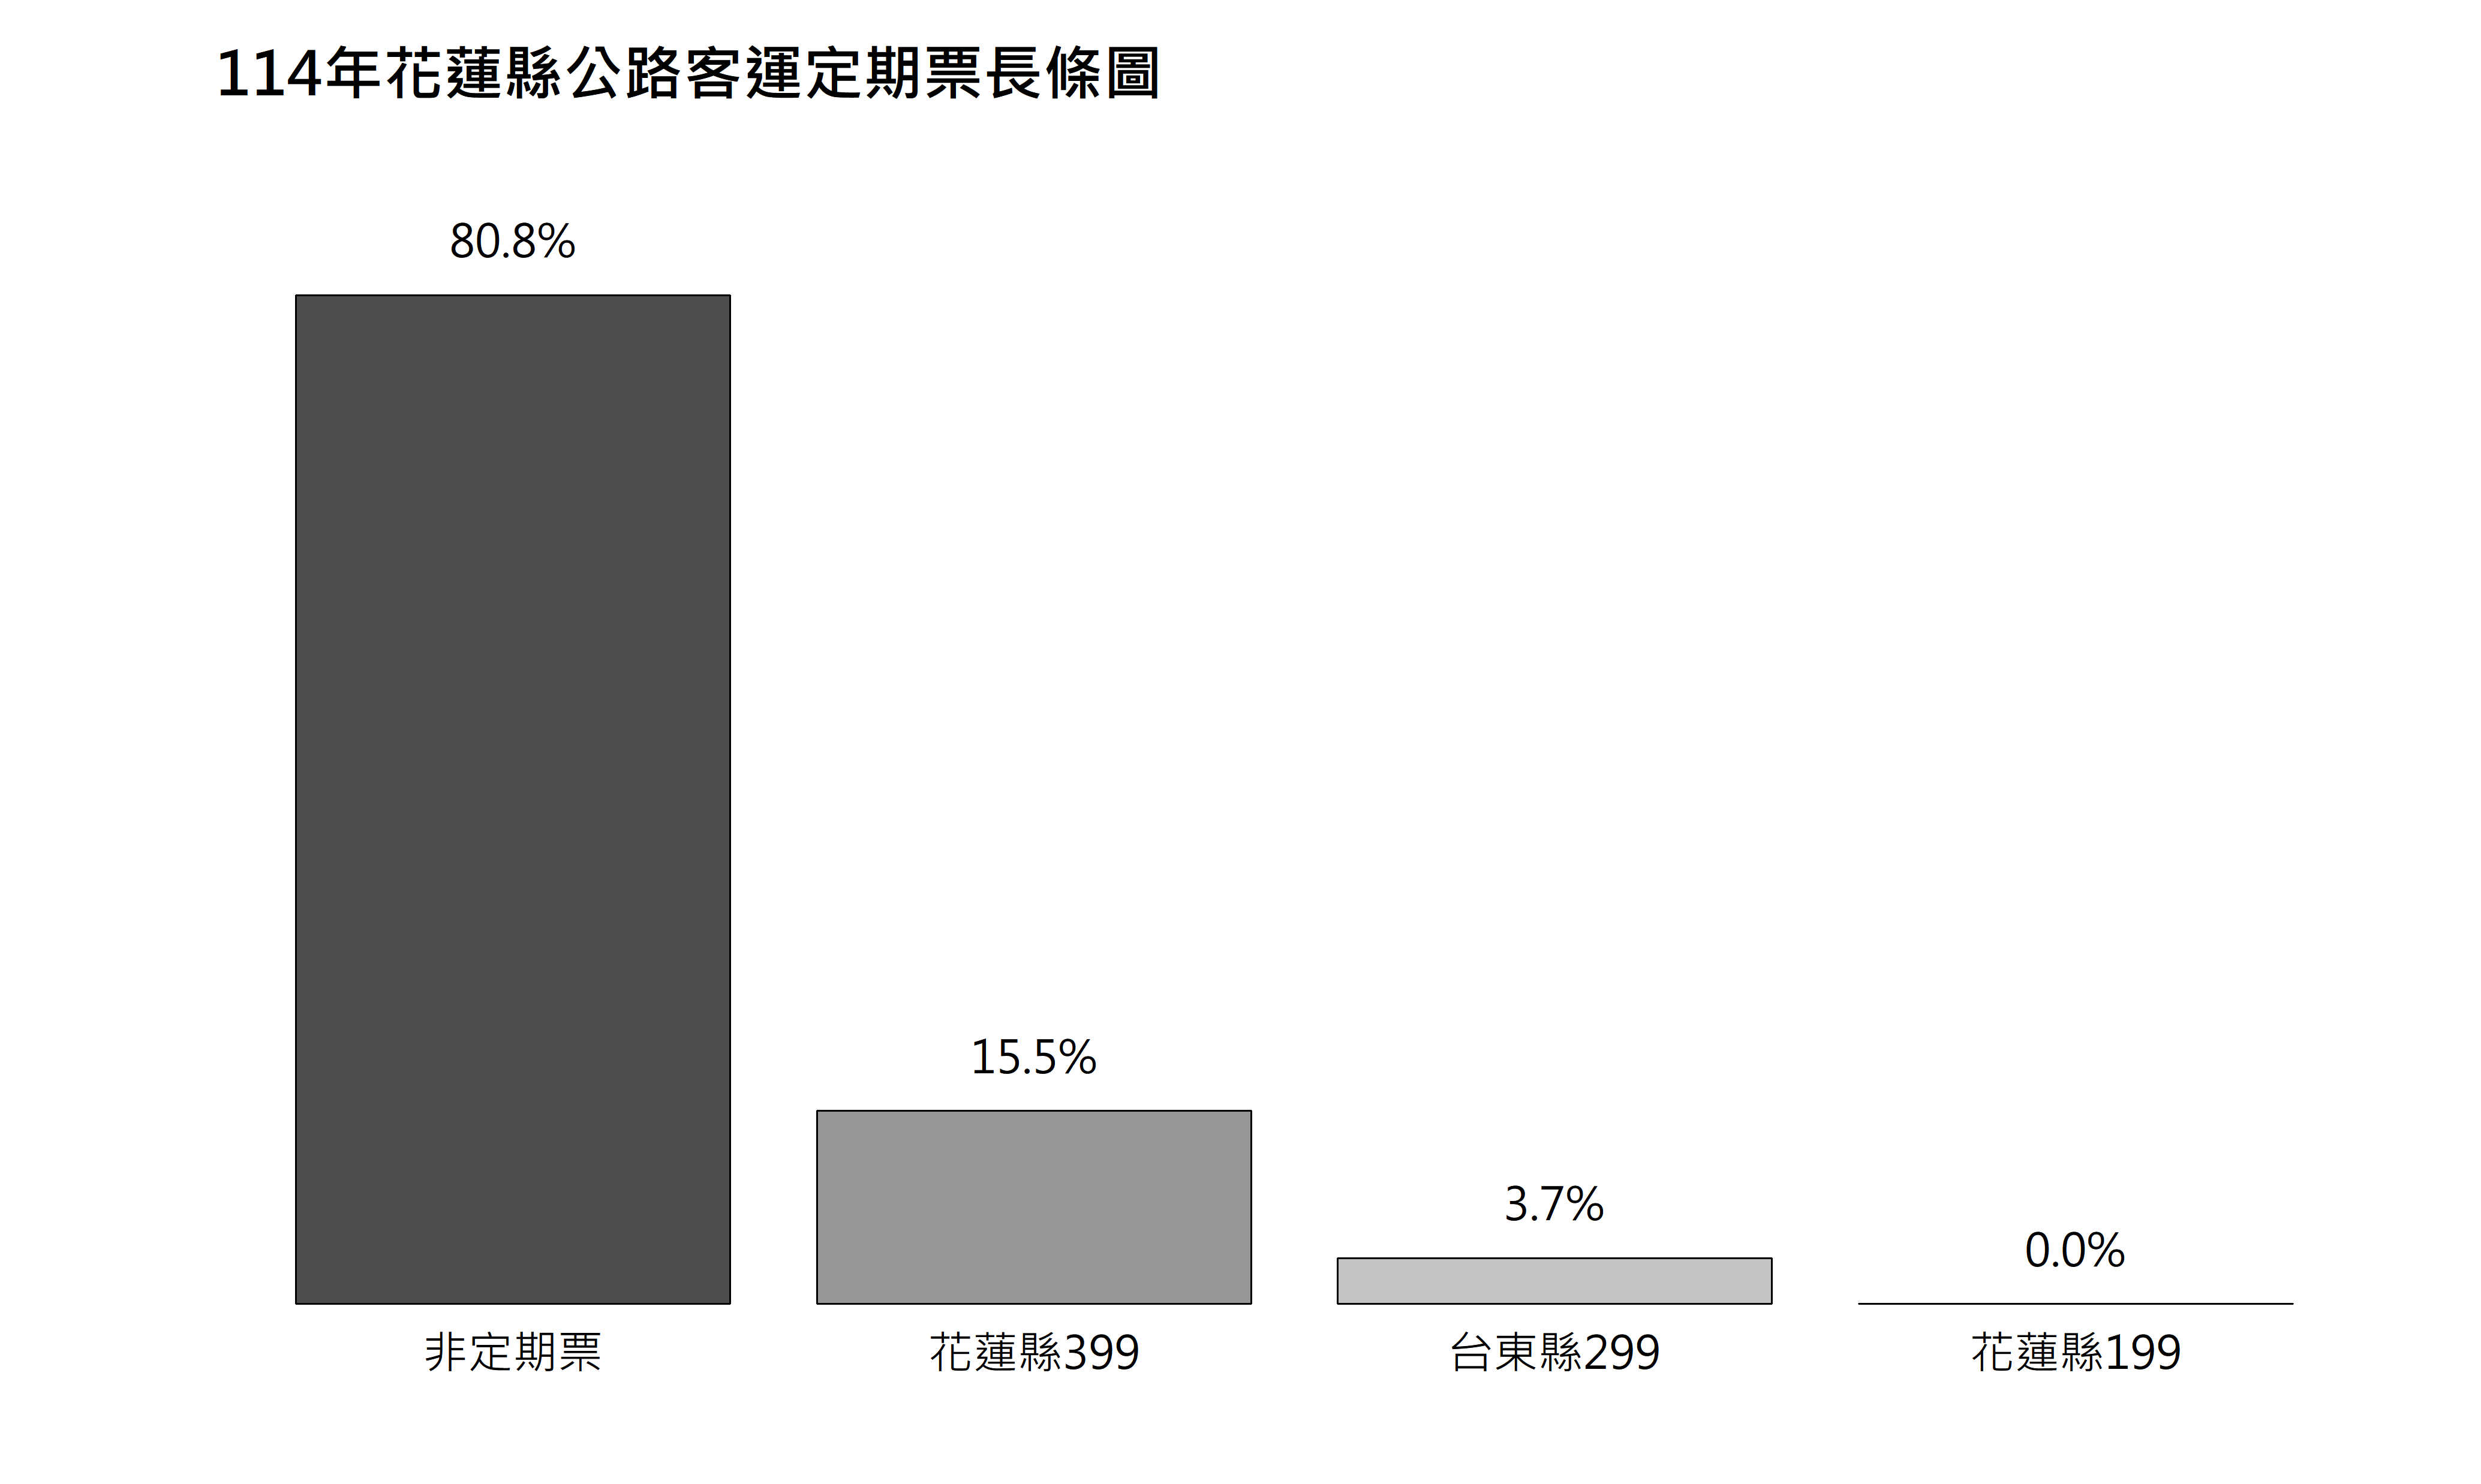 114年花蓮縣公路客運定期票長條圖
80.8%
15.5%
3.7%
0.0%
非定期票
花蓮縣399
台東縣299
花蓮縣199